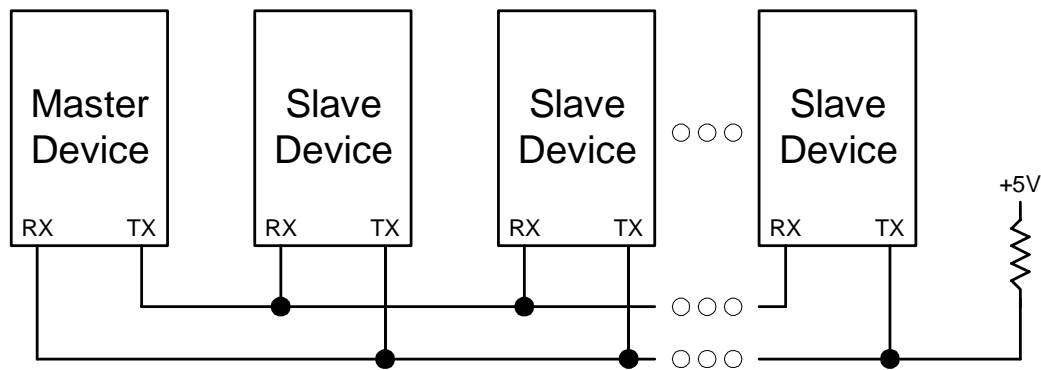 Master
Device
Slave
Device
Slave
Device
Slave
Device
+5V
RX TX
RX TX
RX TX
RX TX